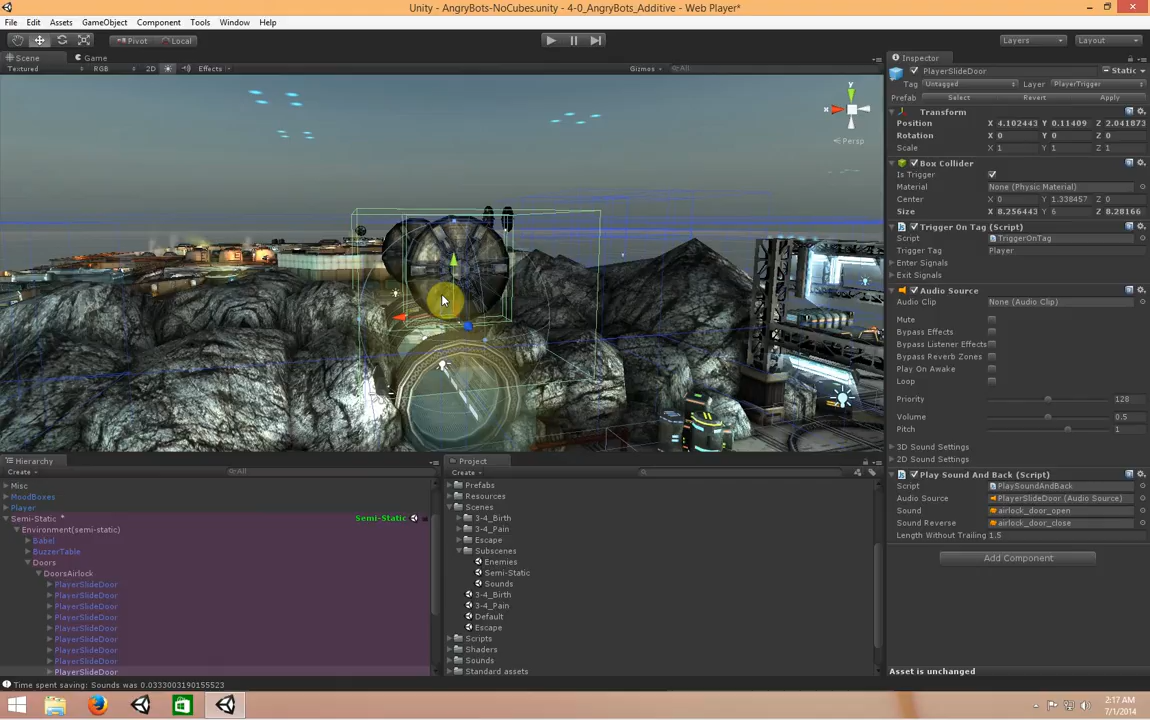 Unity - AngryBots-NoCubes.unity - 4-0_AngryBots_Additive - Web Player*
File Edit Assets GameObject Component Tools Window Help
Pivot Local Layers Layout
Scene Game
Textured RGB 2D Effects Gizmos All
y
x
Persp
Inspector
PlayerSlideDoor Static
Tag Untagged Layer PlayerTrigger
Prefab Select Revert Apply
Transform
Position X 4.102443 Y 0.11409 Z 2.041873
Rotation X 0 Y 0 Z 0
Scale X 1 Y 1 Z 1
Box Collider
Is Trigger
Material None (Physic Material)
Center X 0 Y 1.338457 Z 0
Size X 8.256443 Y 6 Z 8.28166
Trigger On Tag (Script)
Script TriggerOnTag
Trigger Tag Player
Enter Signals
Exit Signals
Audio Source
Audio Clip None (Audio Clip)
Mute
Bypass Effects
Bypass Listener Effects
Bypass Reverb Zones
Play On Awake
Loop
Priority 128
Volume 0.5
Pitch 1
3D Sound Settings
2D Sound Settings
Play Sound And Back (Script)
Script PlaySoundAndBack
Audio Source PlayerSlideDoor (Audio Source)
Sound airlock_door_open
Sound Reverse airlock_door_close
Length Without Trailing 1.5
Add Component
Asset is unchanged
Hierarchy
Create All
Misc
MoodBoxes
Player
Semi-Static * Semi-Static
Environment(semi-static)
Babel
BuzzerTable
Doors
DoorsAirlock
PlayerSlideDoor
PlayerSlideDoor
PlayerSlideDoor
PlayerSlideDoor
PlayerSlideDoor
PlayerSlideDoor
PlayerSlideDoor
PlayerSlideDoor
PlayerSlideDoor
Project
Create
Prefabs
Resources
Scenes
3-4_Birth
3-4_Pain
Escape
Subscenes
Enemies
Semi-Static
Sounds
3-4_Birth
3-4_Pain
Default
Escape
Scripts
Shaders
Sounds
Standard assets
Time spent saving: Sounds was 0.0333003190155523
2:17 AM
7/1/2014